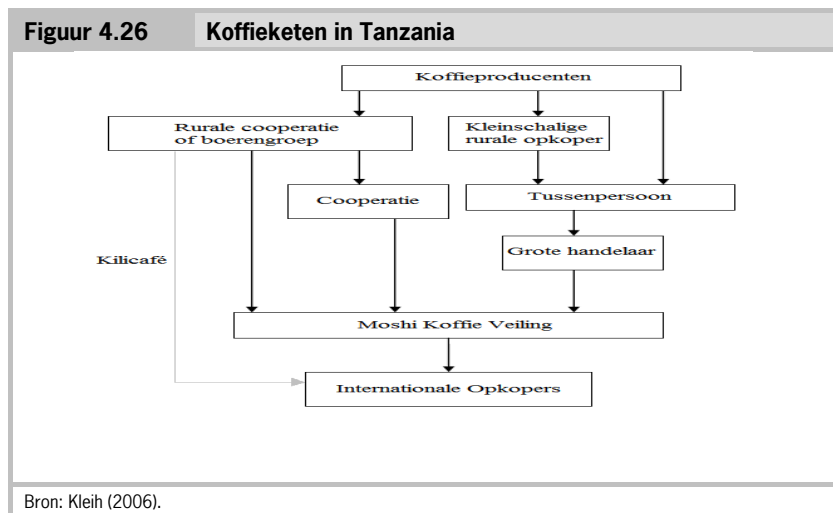 Figuur 4.26 Koffieketen in Tanzania
Koffieproducenten
Rurale cooperatie
of boerengroep
Kleinschalige
rurale opkoper
Cooperatie
Tussenpersoon
Kilicafé
Grote handelaar
Moshi Koffie Veiling
Internationale Opkopers
Bron: Kleih (2006).